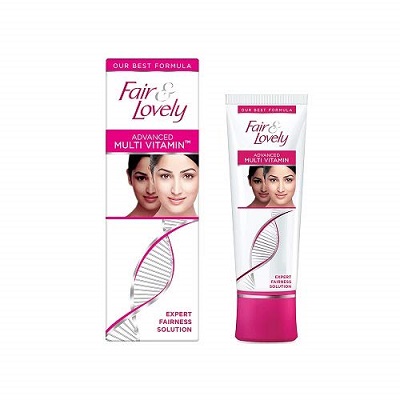 OUR BEST FORMULA
Fair &
Lovely
ADVANCED
MULTI VITAMIN™
EXPERT
FAIRNESS
SOLUTION
OUR BEST FORMULA
Fair &
Lovely
ADVANCED
MULTI VITAMIN
EXPERT
FAIRNESS
SOLUTION